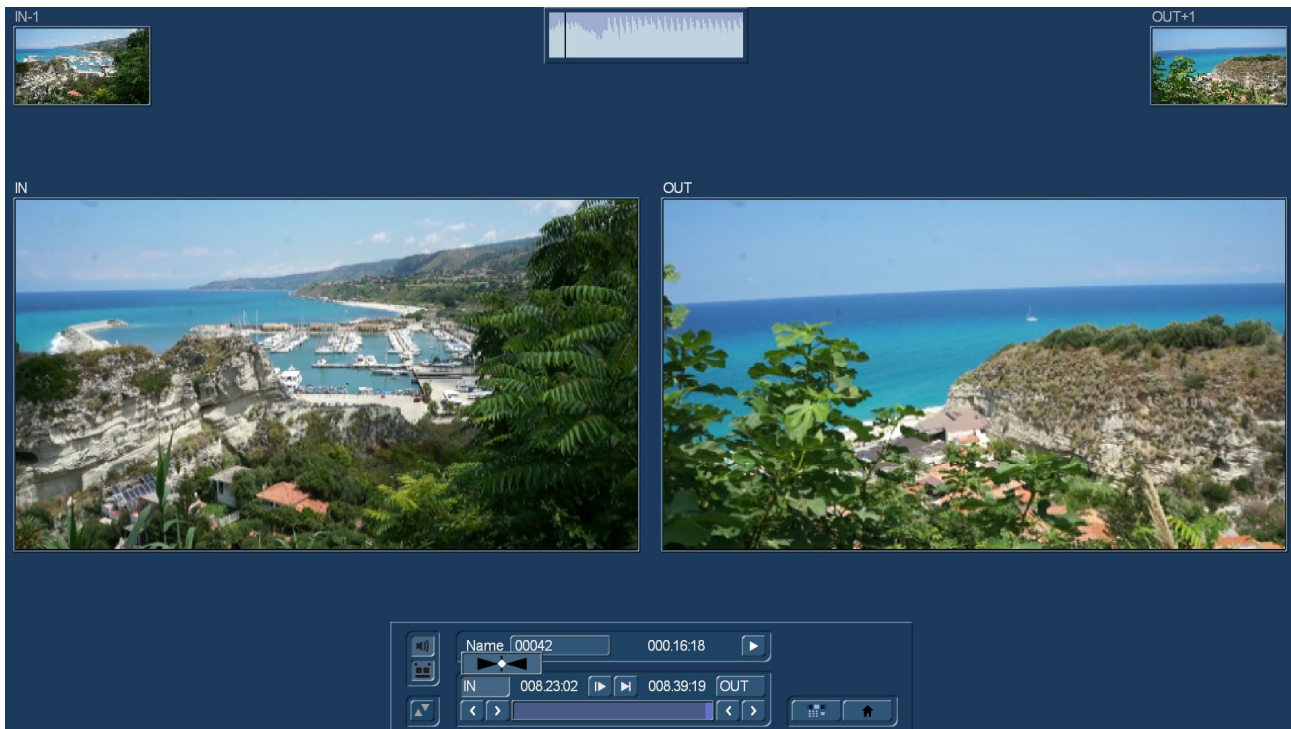 IN-1
OUT+1
IN
OUT
Name 00042 000.16:18
IN 008.23:02 008.39:19 OUT